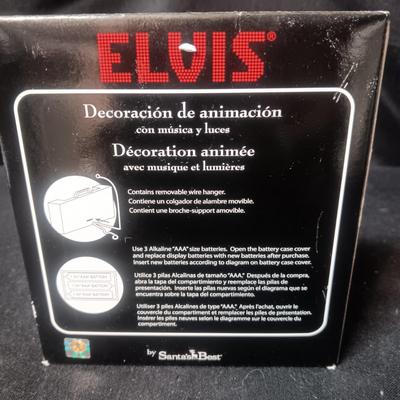 ELVIS®
Decoración de animación
con música y luces
Décoration animée
avec musique et lumières
Contains removable wire hanger.
Contiene un colgador de alambre movible.
Contient une broche-support amovible.
Use 3 Alkaline "AAA" size batteries. Open the battery case cover
and replace display batteries with new batteries after purchase.
Insert new batteries according to diagram on battery case cover.
Utilice 3 pilas Alcalinas de tamaño "AAA." Después de la compra,
abra la tapa del compartimiento y reemplace las pilas de
presentación. Inserte las pilas nuevas según el diagrama que se
encuentra sobre la tapa del compartimiento.
Utiliser 3 piles Alcalines de type "AAA." Après l'achat, ouvrir le
couvercle du compartiment et remplacer les piles de présentation.
Insérer les piles neuves selon le diagramme sur le couvercle du
compartiment.
by Santa's Best®